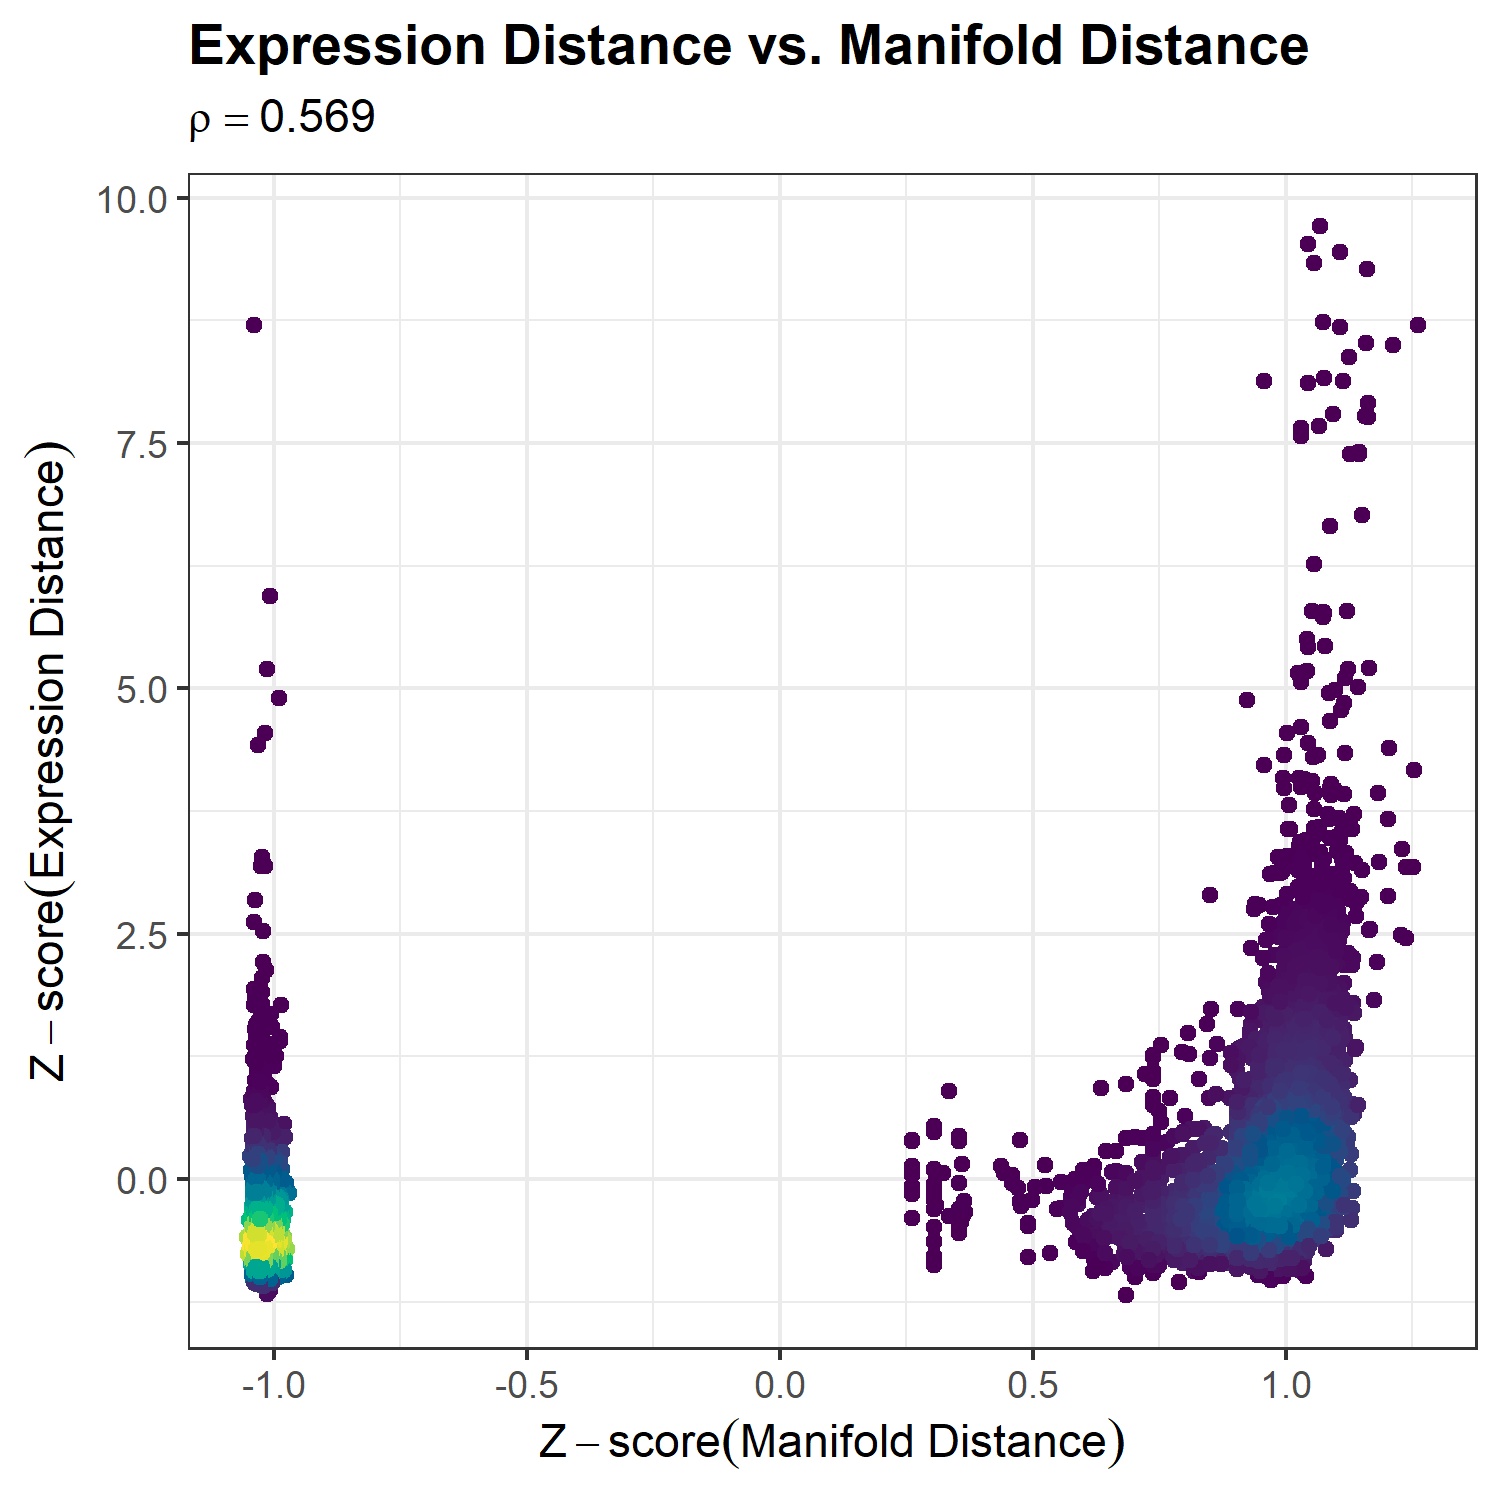 Expression Distance vs. Manifold Distance
ρ = 0.569
10.0
7.5
5.0
2.5
0.0
Z − score(Expression Distance)
-1.0
-0.5
0.0
0.5
1.0
Z − score(Manifold Distance)